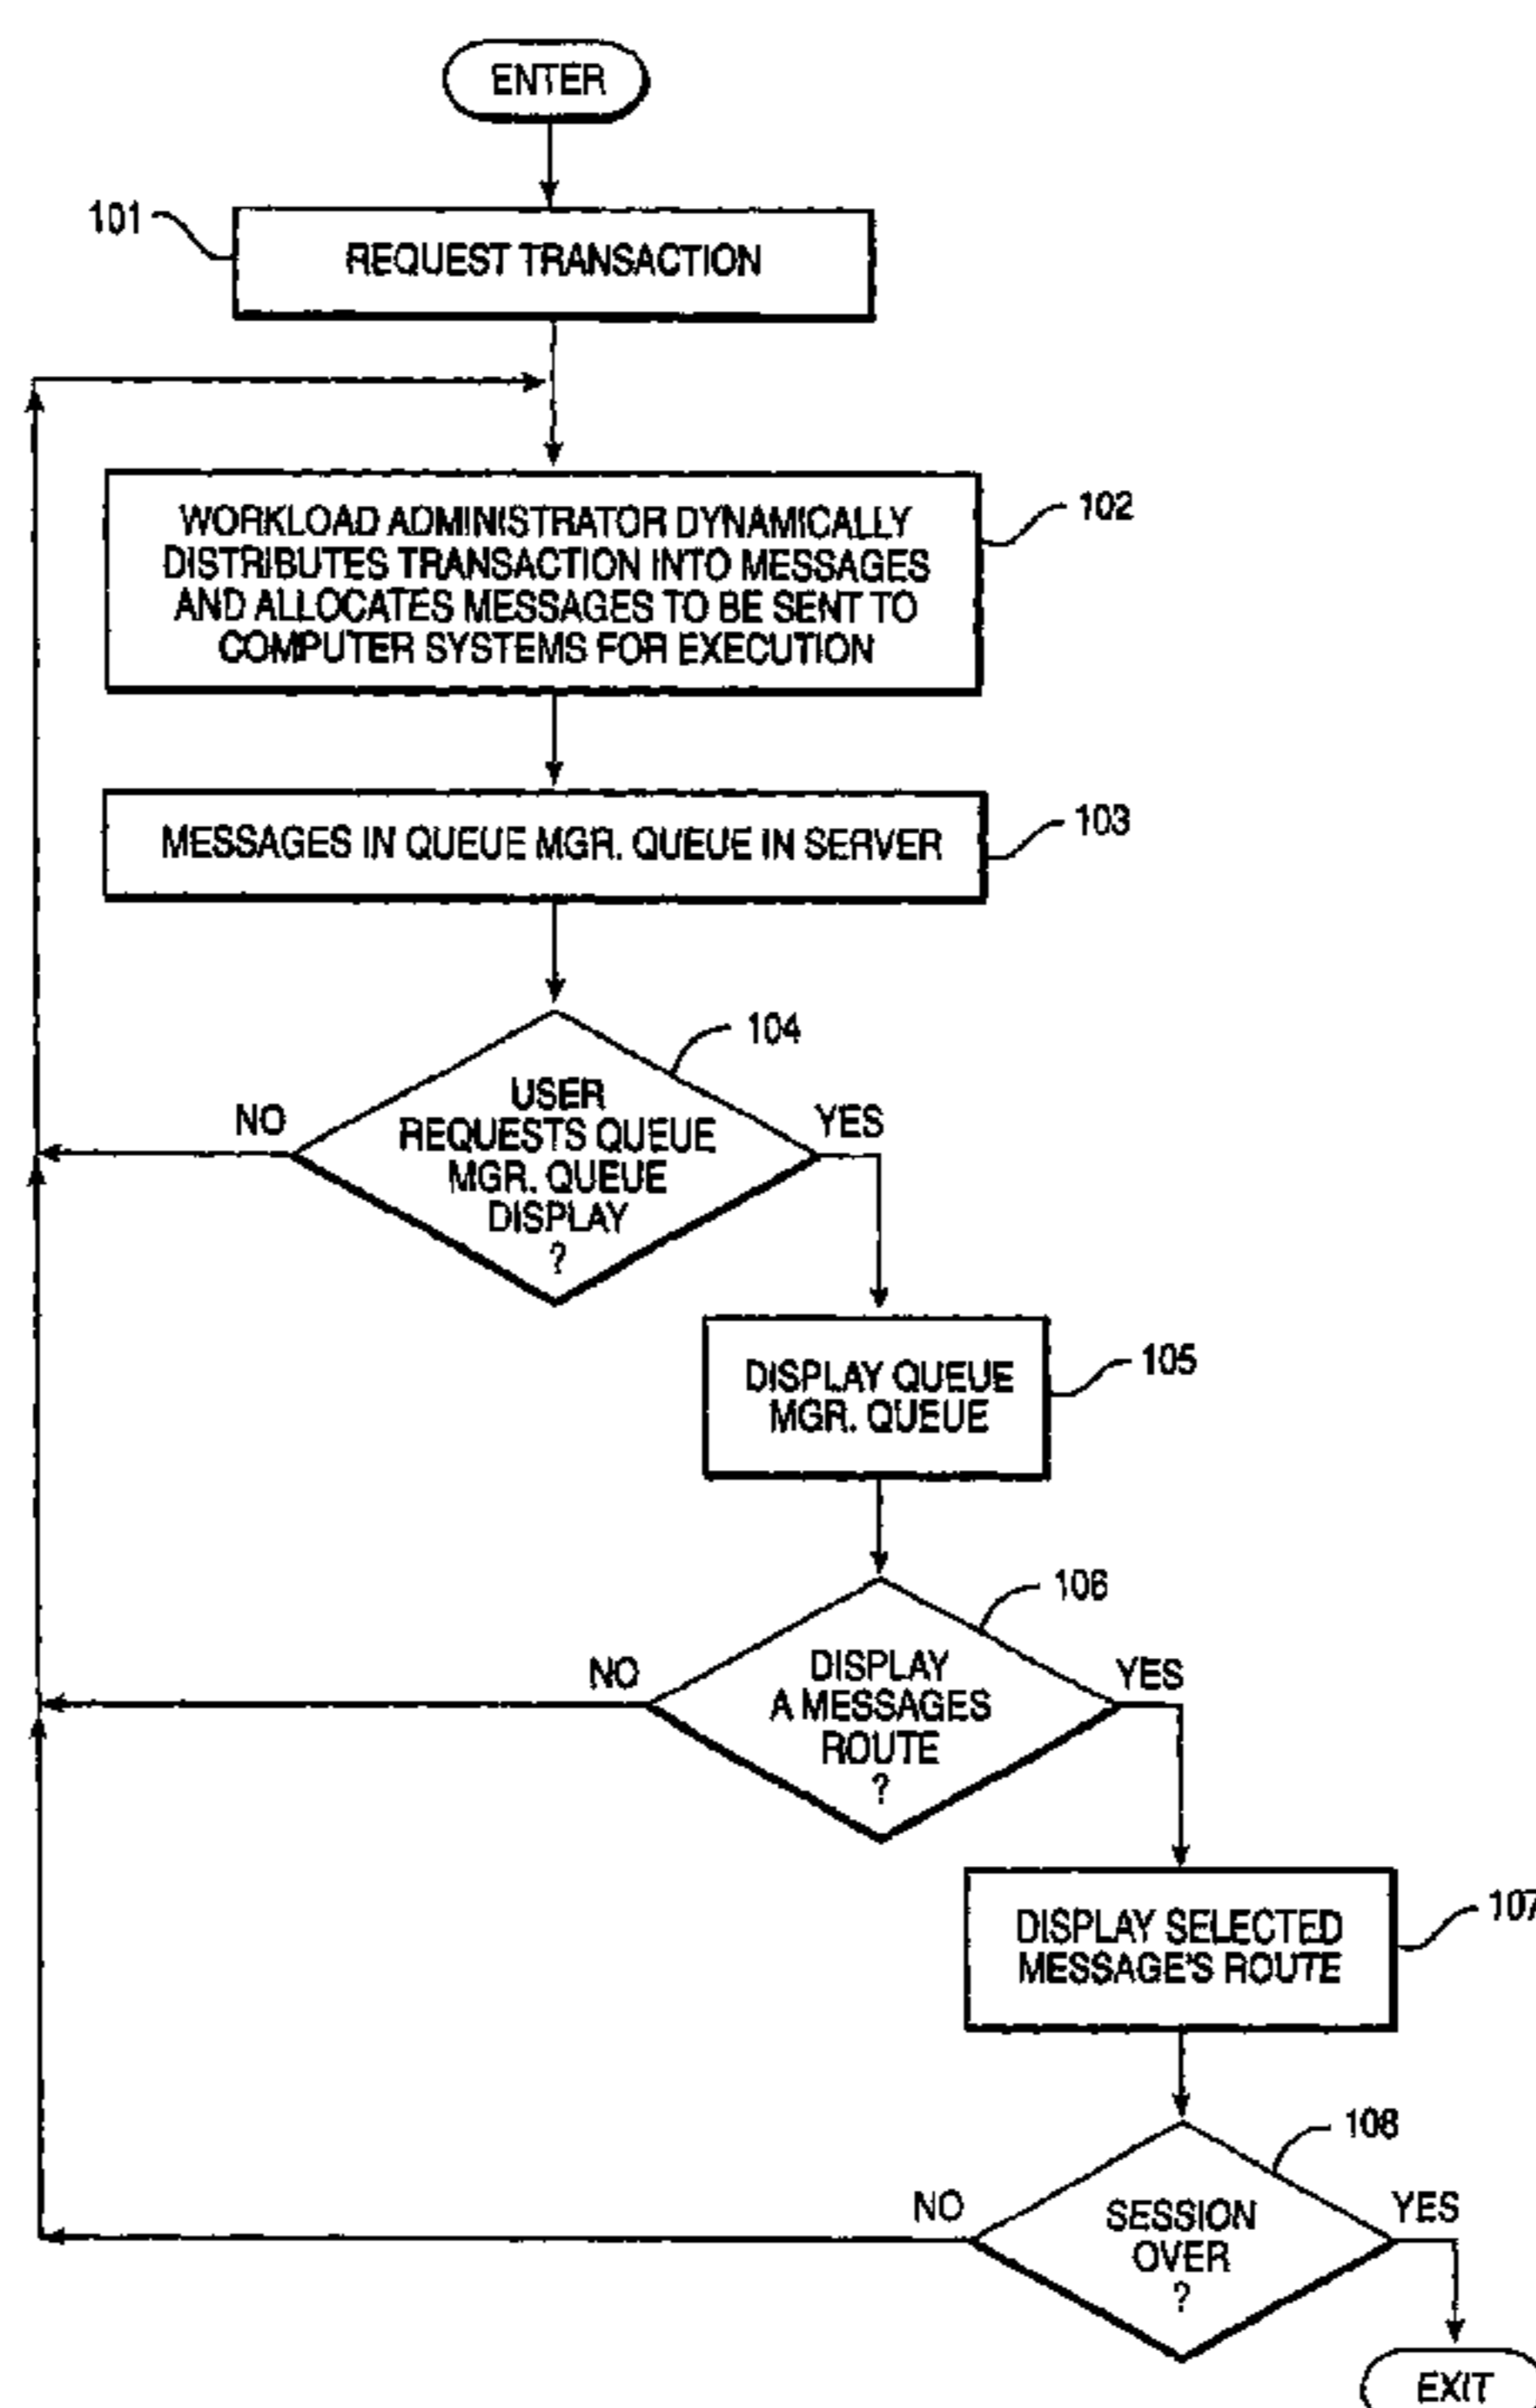 ENTER
101
REQUEST TRANSACTION
WORKLOAD ADMINISTRATOR DYNAMICALLY
DISTRIBUTES TRANSACTION INTO MESSAGES
AND ALLOCATES MESSAGES TO BE SENT TO
COMPUTER SYSTEMS FOR EXECUTION
102
MESSAGES IN QUEUE MGR. QUEUE IN SERVER
103
104
NO
YES
USER
REQUESTS QUEUE
MGR. QUEUE
DISPLAY
?
DISPLAY QUEUE
MGR. QUEUE
105
106
NO
YES
DISPLAY
A MESSAGES
ROUTE
?
DISPLAY SELECTED
MESSAGE'S ROUTE
107
108
NO
YES
SESSION
OVER
?
EXIT